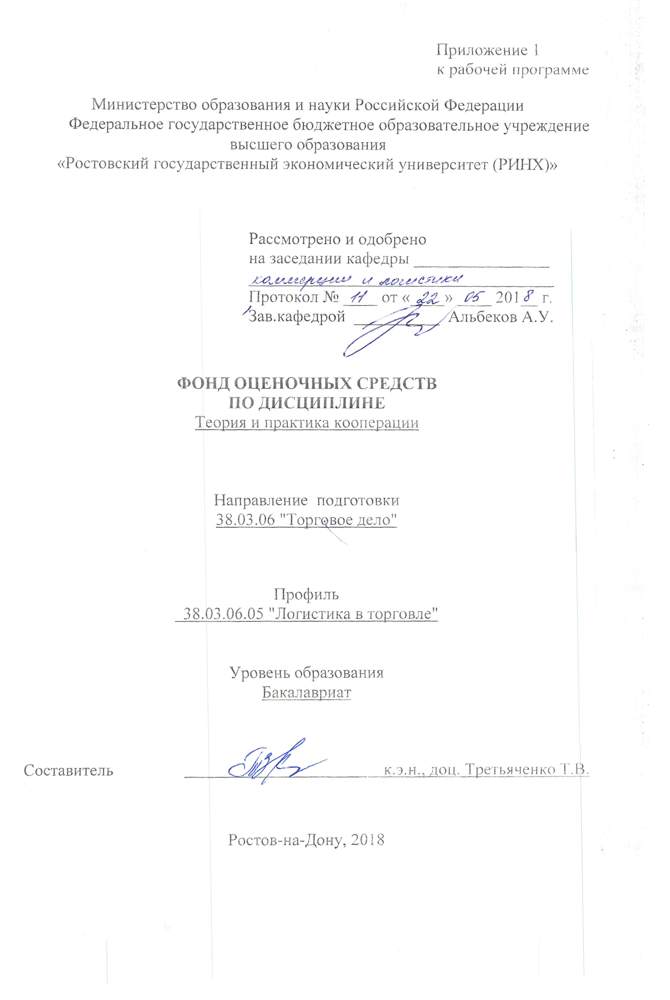 Приложение 1
к рабочей программе
Министерство образования и науки Российской Федерации
Федеральное государственное бюджетное образовательное учреждение
высшего образования
«Ростовский государственный экономический университет (РИНХ)»
Рассмотрено и одобрено
на заседании кафедры
коммерции и логистики
Протокол № 11 от «22» 05 2018 г.
Зав.кафедрой Альбеков А.У.
ФОНД ОЦЕНОЧНЫХ СРЕДСТВ
ПО ДИСЦИПЛИНЕ
Теория и практика кооперации
Направление подготовки
38.03.06 "Торговое дело"
Профиль
38.03.06.05 "Логистика в торговле"
Уровень образования
Бакалавриат
Составитель к.э.н., доц. Третьяченко Т.В.
Ростов-на-Дону, 2018